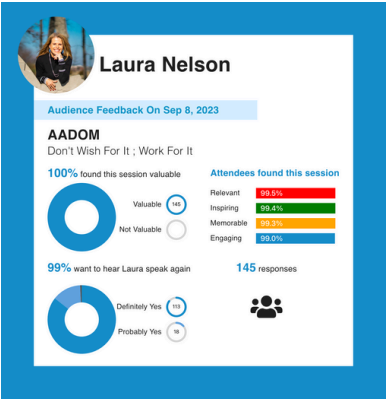 Laura Nelson
Audience Feedback On Sep 8, 2023
AADOM
Don't Wish For It ; Work For It
100% found this session valuable
Valuable 145
Not Valuable
Attendees found this session
Relevant 99.5%
Inspiring 99.4%
Memorable 99.3%
Engaging 99.0%
99% want to hear Laura speak again
Definitely Yes 113
Probably Yes 18
145 responses